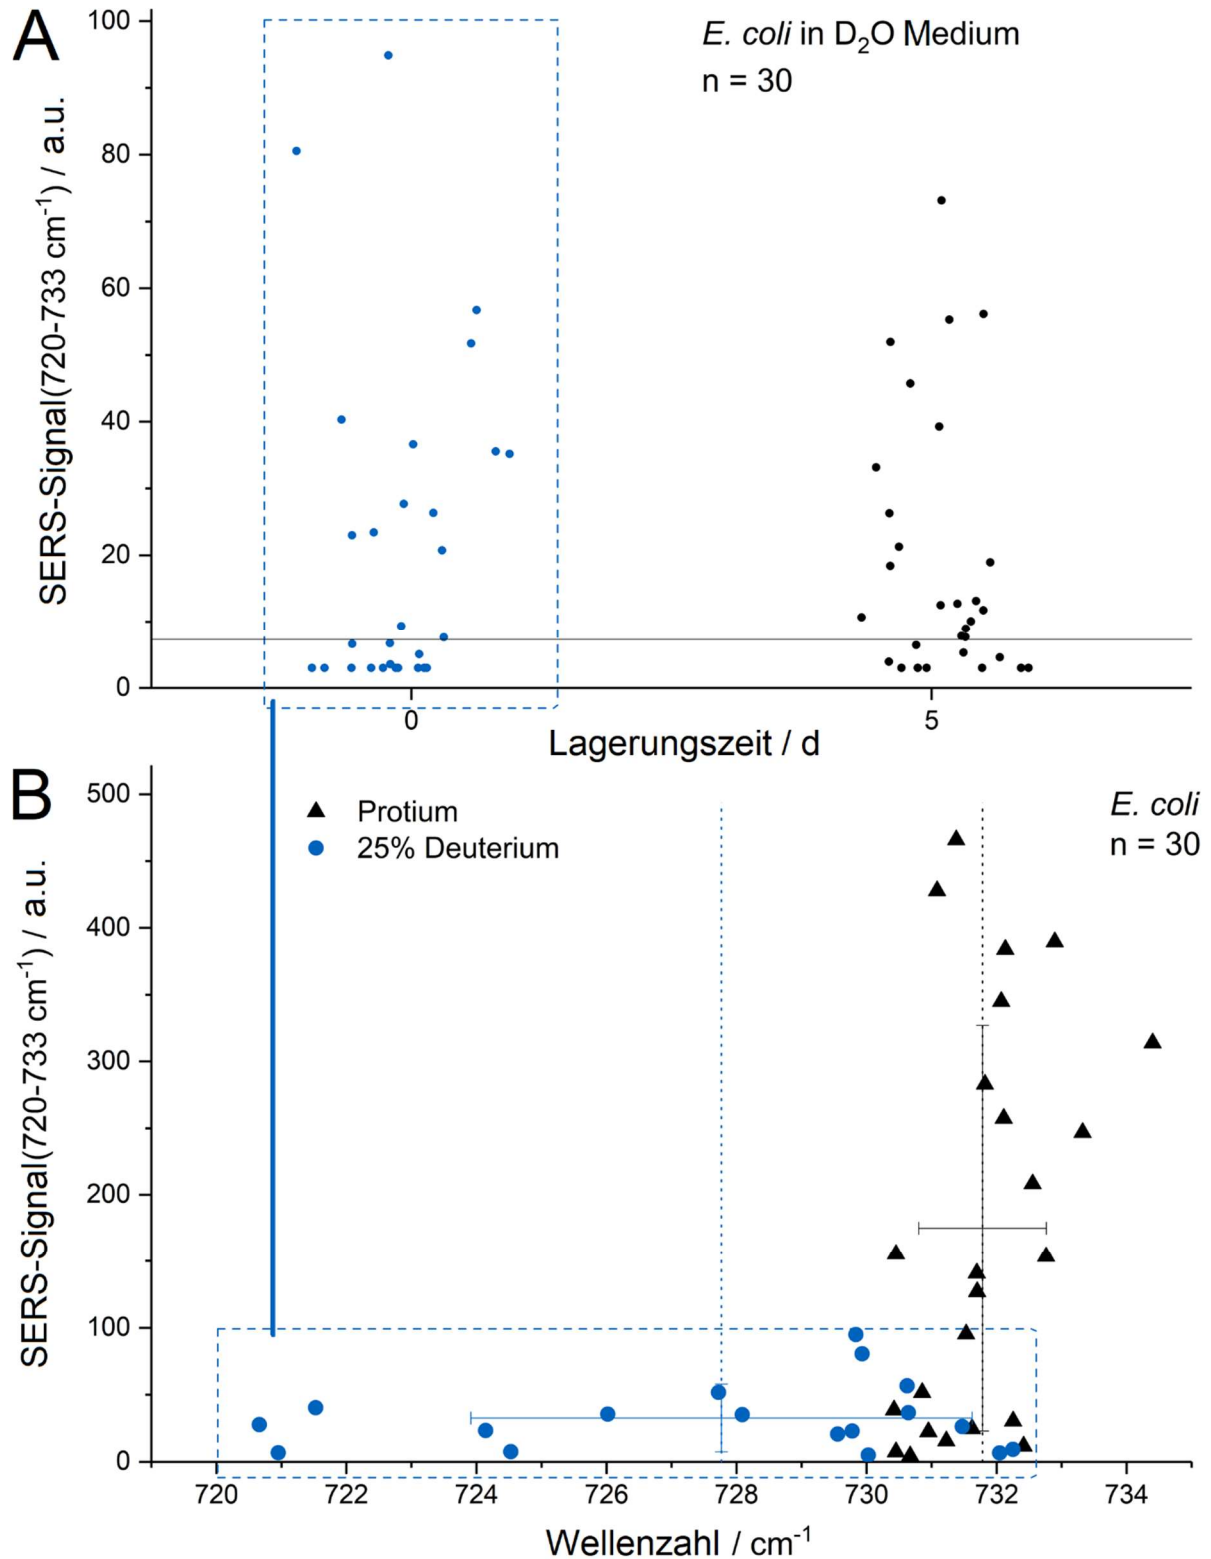 A
E. coli in D₂O Medium
n = 30
SERS-Signal(720-733 cm⁻¹) / a.u.
100
80
60
40
20
0
0 5
Lagerungszeit / d
B
Protium
25% Deuterium
E. coli
n = 30
SERS-Signal(720-733 cm⁻¹) / a.u.
500
400
300
200
100
0
720 722 724 726 728 730 732 734
Wellenzahl / cm⁻¹